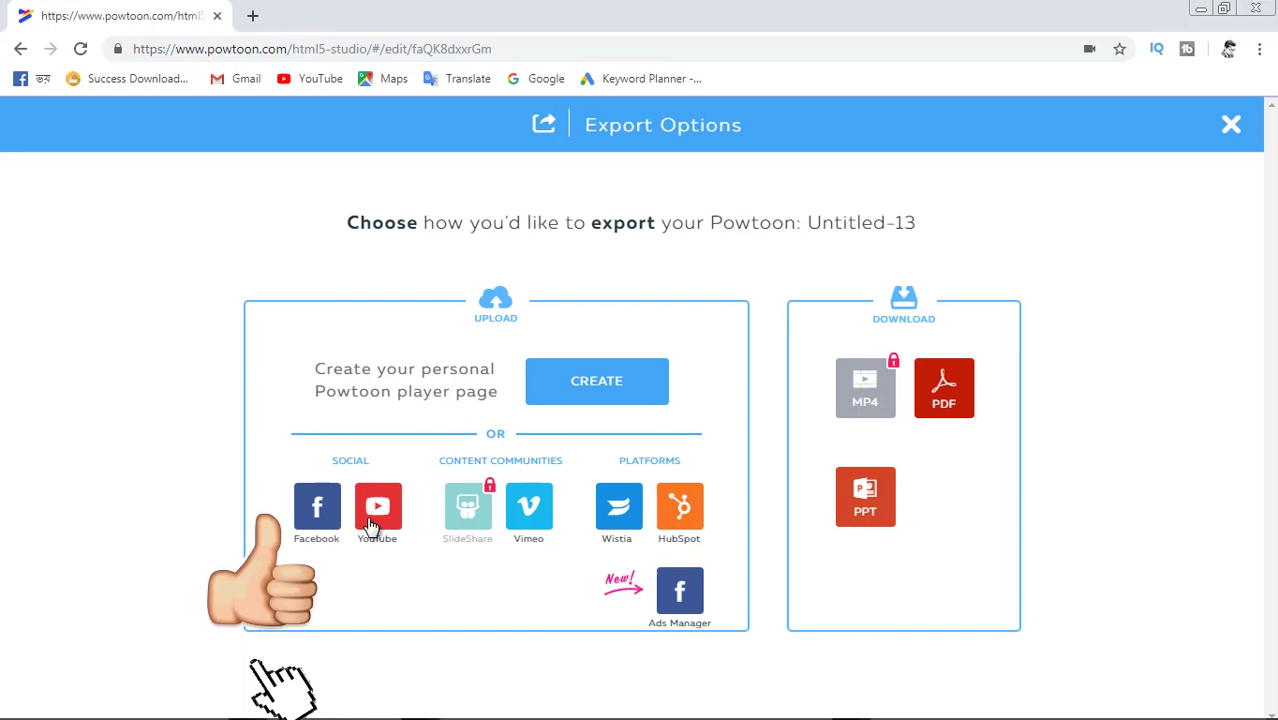 https://www.powtoon.com/html5
https://www.powtoon.com/html5-studio/#/edit/faQK8dxxrGm
IQ
tb
জয়
Success Download...
Gmail
YouTube
Maps
Translate
Google
Keyword Planner -...
Export Options
Choose how you'd like to export your Powtoon: Untitled-13
UPLOAD
DOWNLOAD
Create your personal
Powtoon player page
CREATE
MP4
PDF
OR
SOCIAL
CONTENT COMMUNITIES
PLATFORMS
PPT
Facebook
YouTube
SlideShare
Vimeo
Wistia
HubSpot
New!
Ads Manager